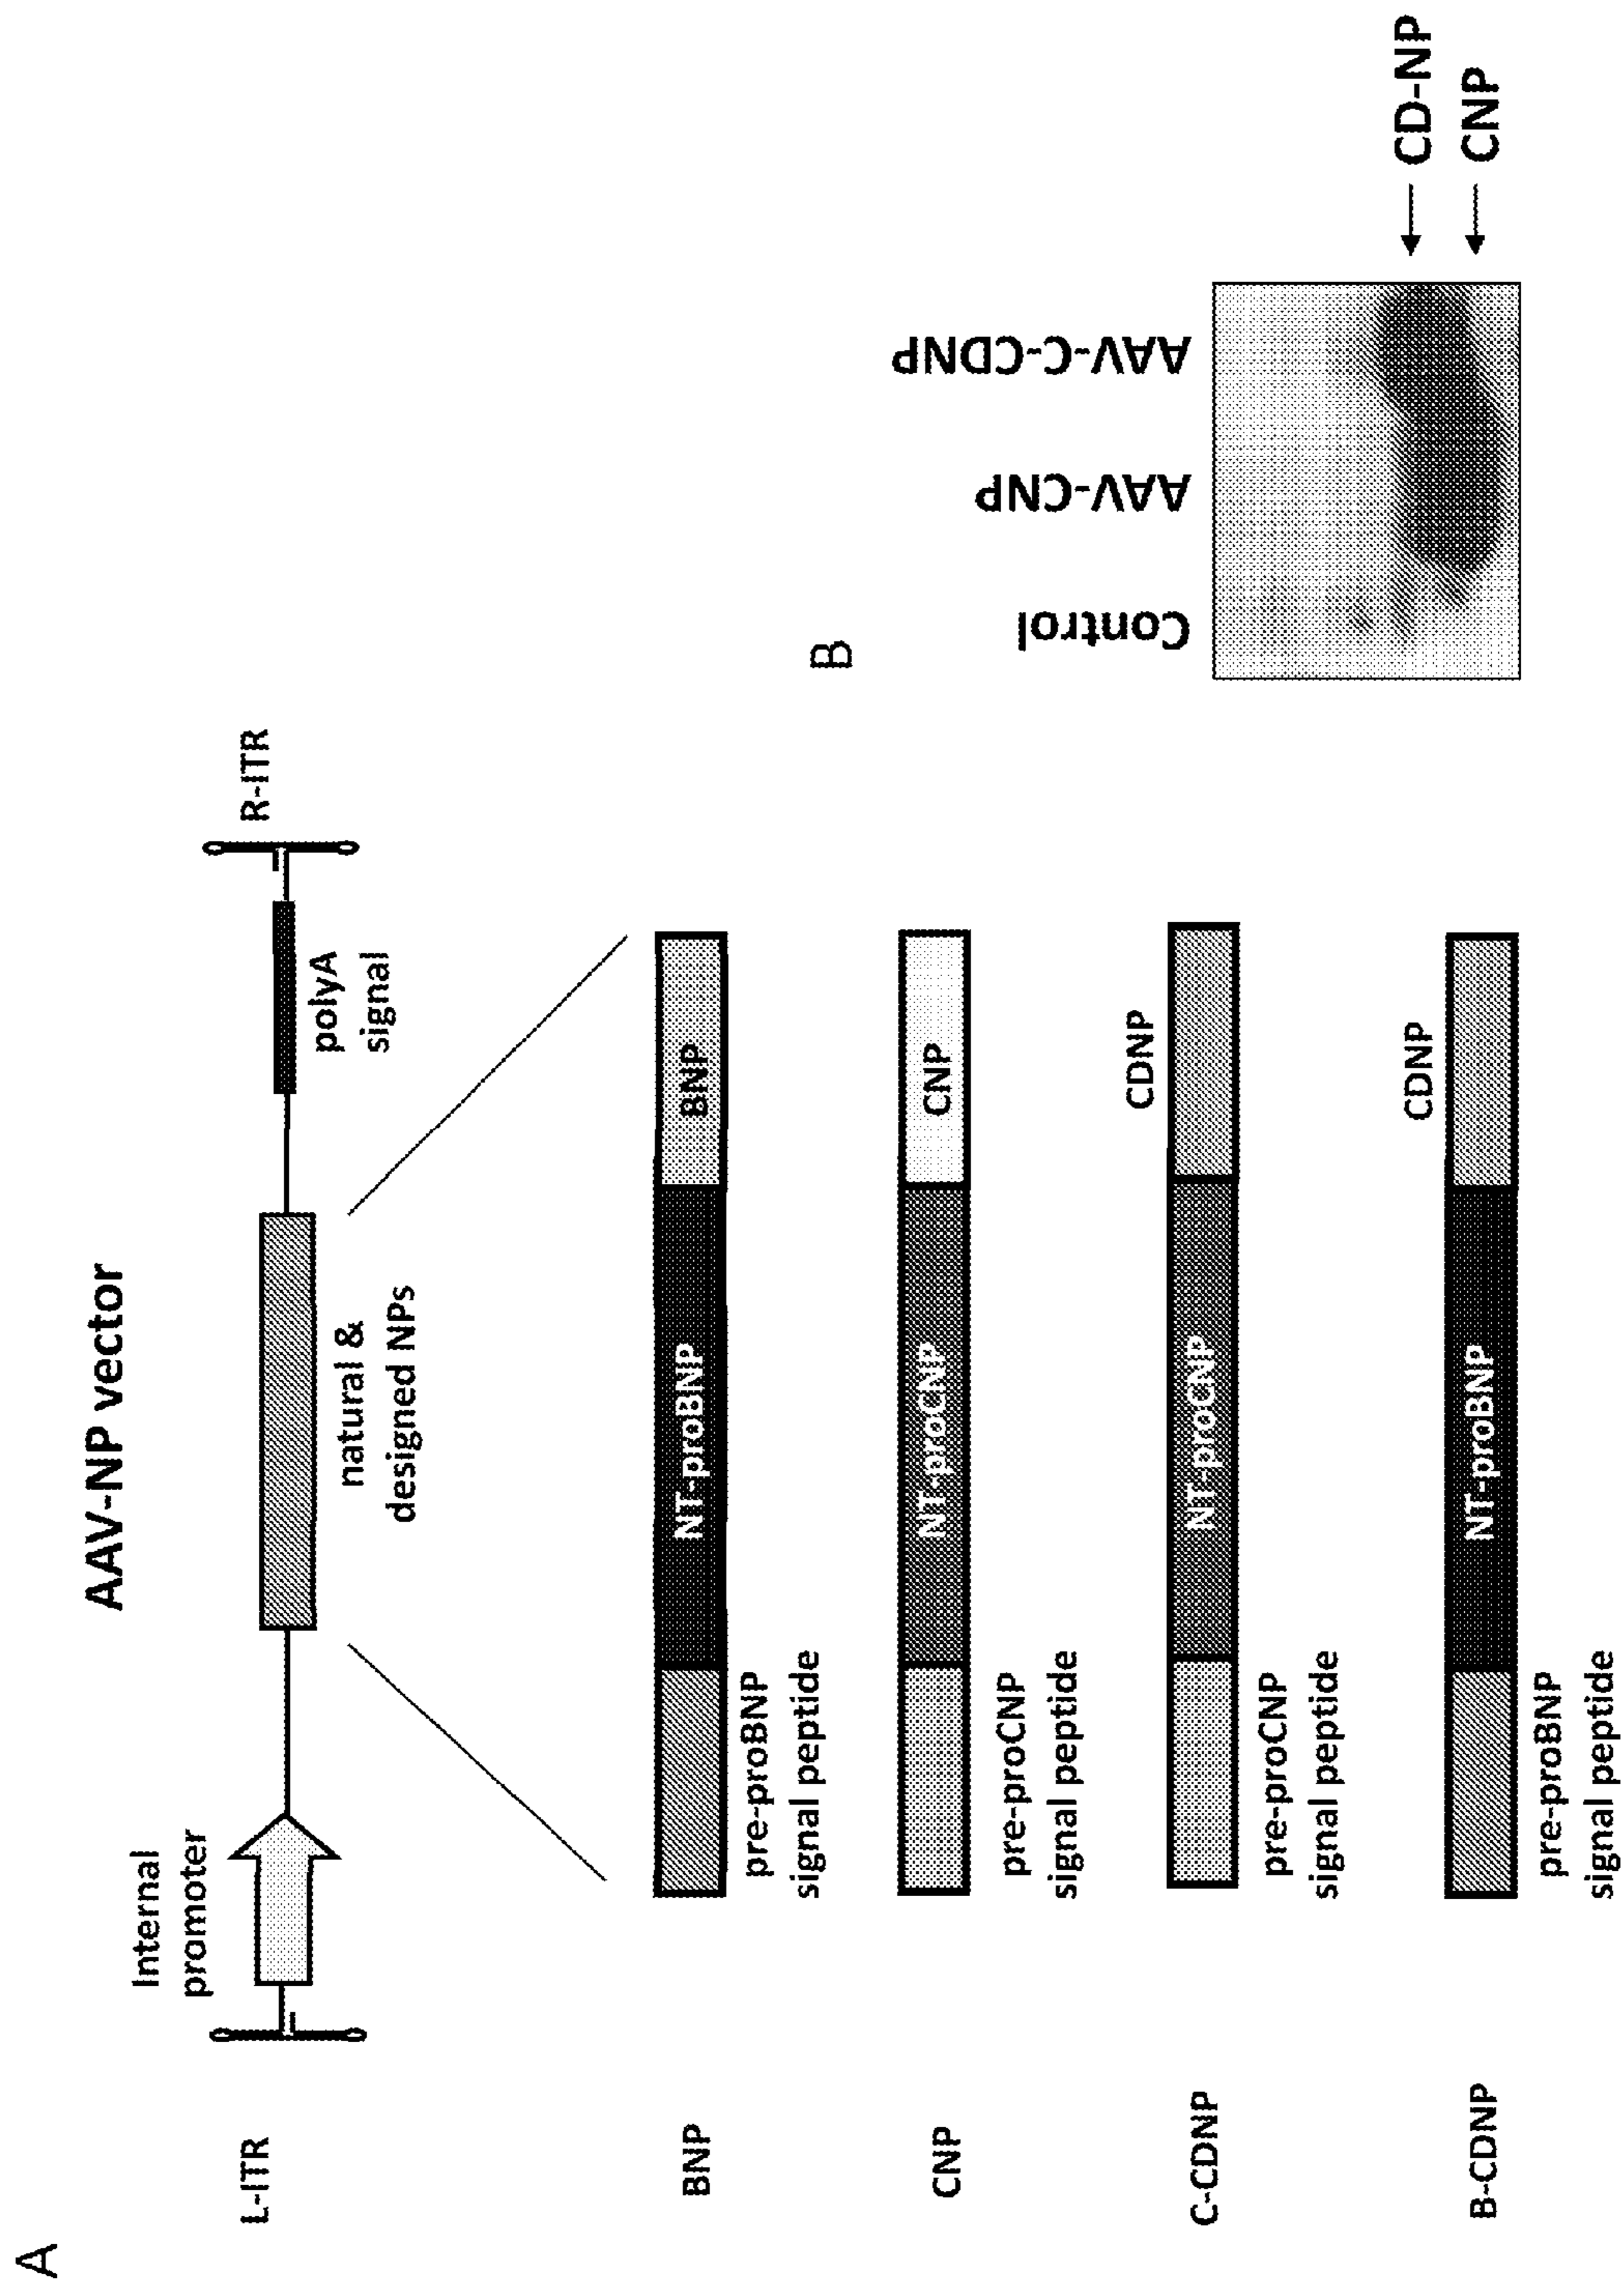 A
AAV-NP vector
L-ITR
Internal
promoter
natural &
designed NPs
polyA
signal
R-ITR
BNP
NT-proBNP
BNP
pre-proBNP
signal peptide
CNP
NT-proCNP
CNP
pre-proCNP
signal peptide
C-CDNP
NT-proCNP
CDNP
pre-proCNP
signal peptide
B-CDNP
NT-proBNP
CDNP
pre-proBNP
signal peptide
B
Control
AAV-CNP
AAV-C-CDNP
CD-NP
CNP